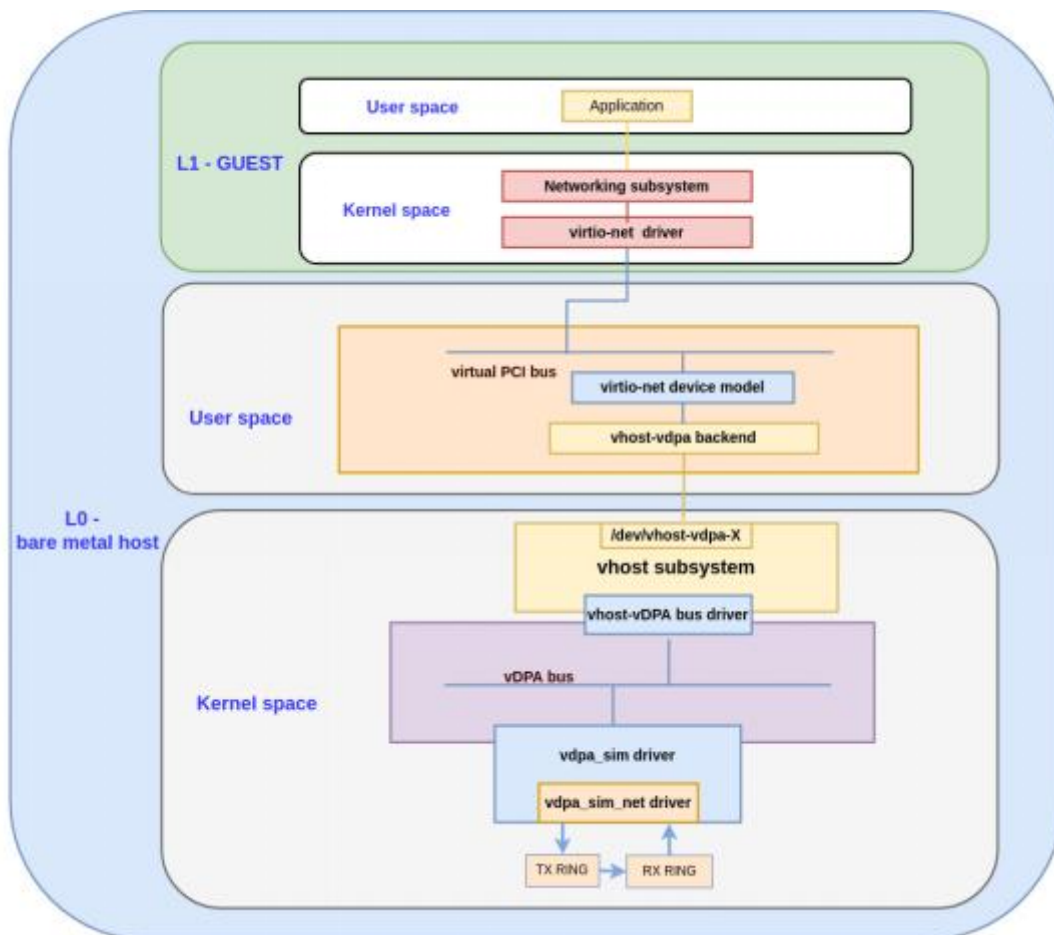 User space
Application
L1 - GUEST
Networking subsystem
Kernel space
virtio-net driver
virtual PCI bus
virtio-net device model
User space
vhost-vdpa backend
L0 -
bare metal host
/dev/vhost-vdpa-X
vhost subsystem
vhost-vDPA bus driver
vDPA bus
Kernel space
vdpa_sim driver
vdpa_sim_net driver
TX RING
RX RING